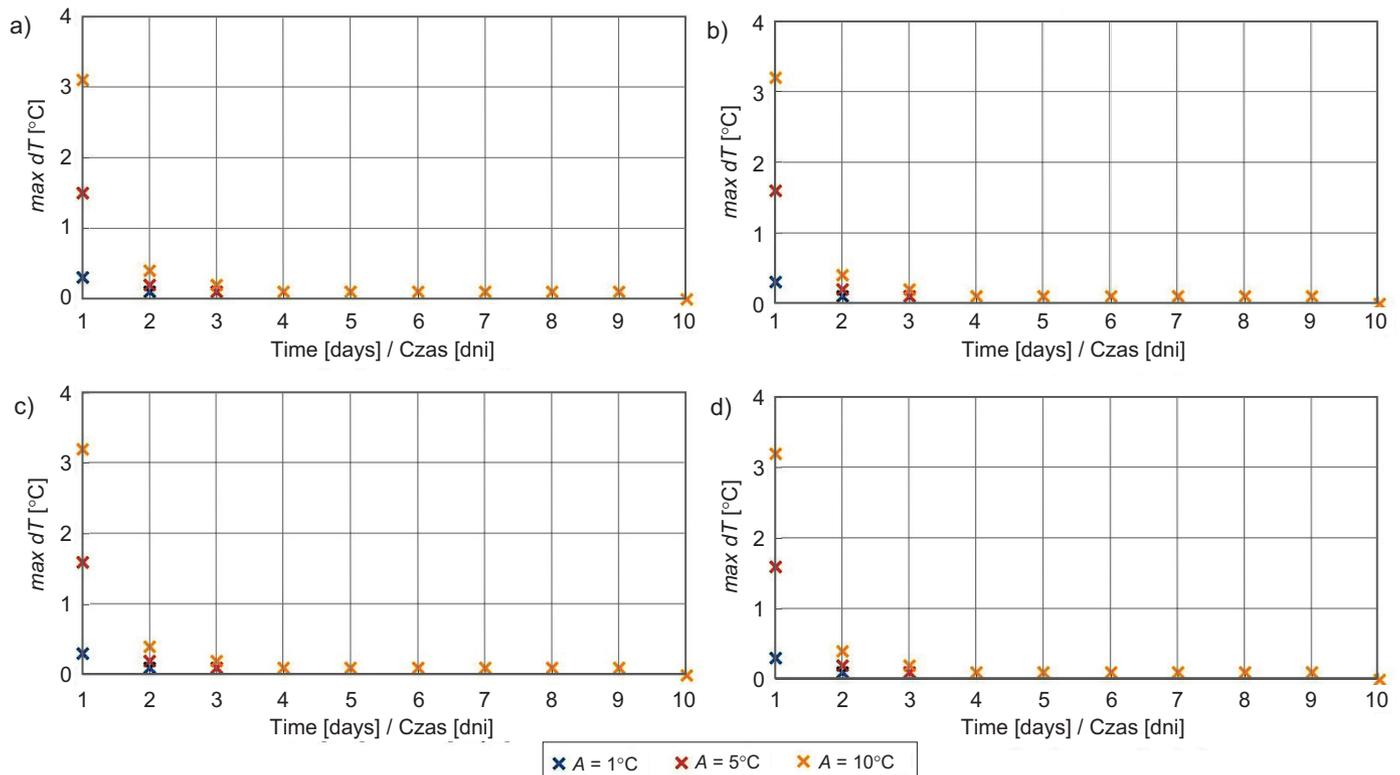 a)
4
3
2
1
0
max dT [°C]
1 2 3 4 5 6 7 8 9 10
Time [days] / Czas [dni]
b)
4
3
2
1
0
max dT [°C]
1 2 3 4 5 6 7 8 9 10
Time [days] / Czas [dni]
c)
4
3
2
1
0
max dT [°C]
1 2 3 4 5 6 7 8 9 10
Time [days] / Czas [dni]
d)
4
3
2
1
0
max dT [°C]
1 2 3 4 5 6 7 8 9 10
Time [days] / Czas [dni]
A = 1°C A = 5°C A = 10°C